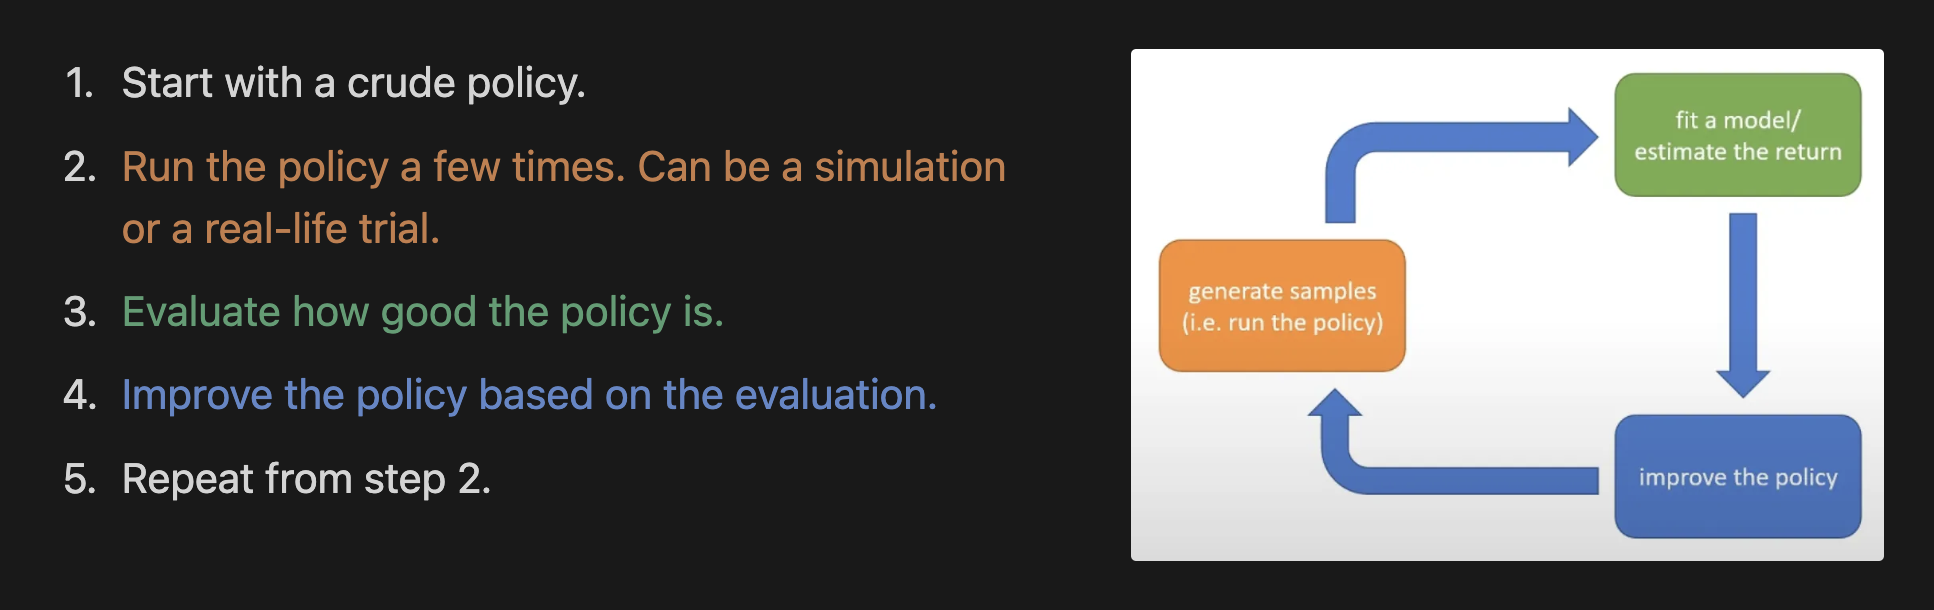 1. Start with a crude policy.
2. Run the policy a few times. Can be a simulation
or a real-life trial.
3. Evaluate how good the policy is.
4. Improve the policy based on the evaluation.
5. Repeat from step 2.
fit a model/
estimate the return
generate samples
(i.e. run the policy)
improve the policy